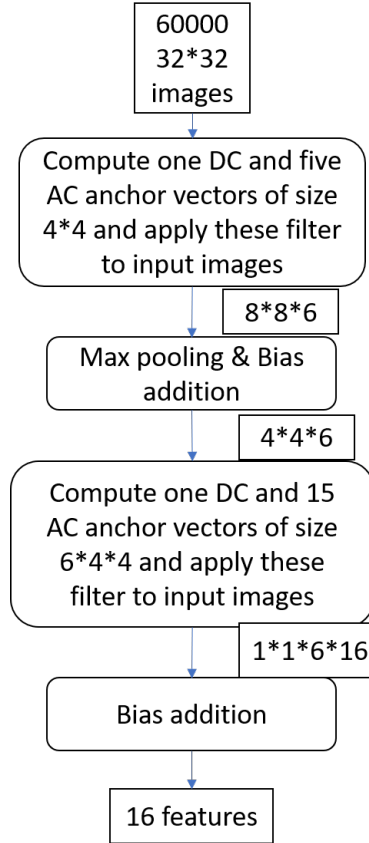 60000
32*32
images
Compute one DC and five
AC anchor vectors of size
4*4 and apply these filter
to input images
8*8*6
Max pooling & Bias
addition
4*4*6
Compute one DC and 15
AC anchor vectors of size
6*4*4 and apply these
filter to input images
1*1*6*16
Bias addition
16 features